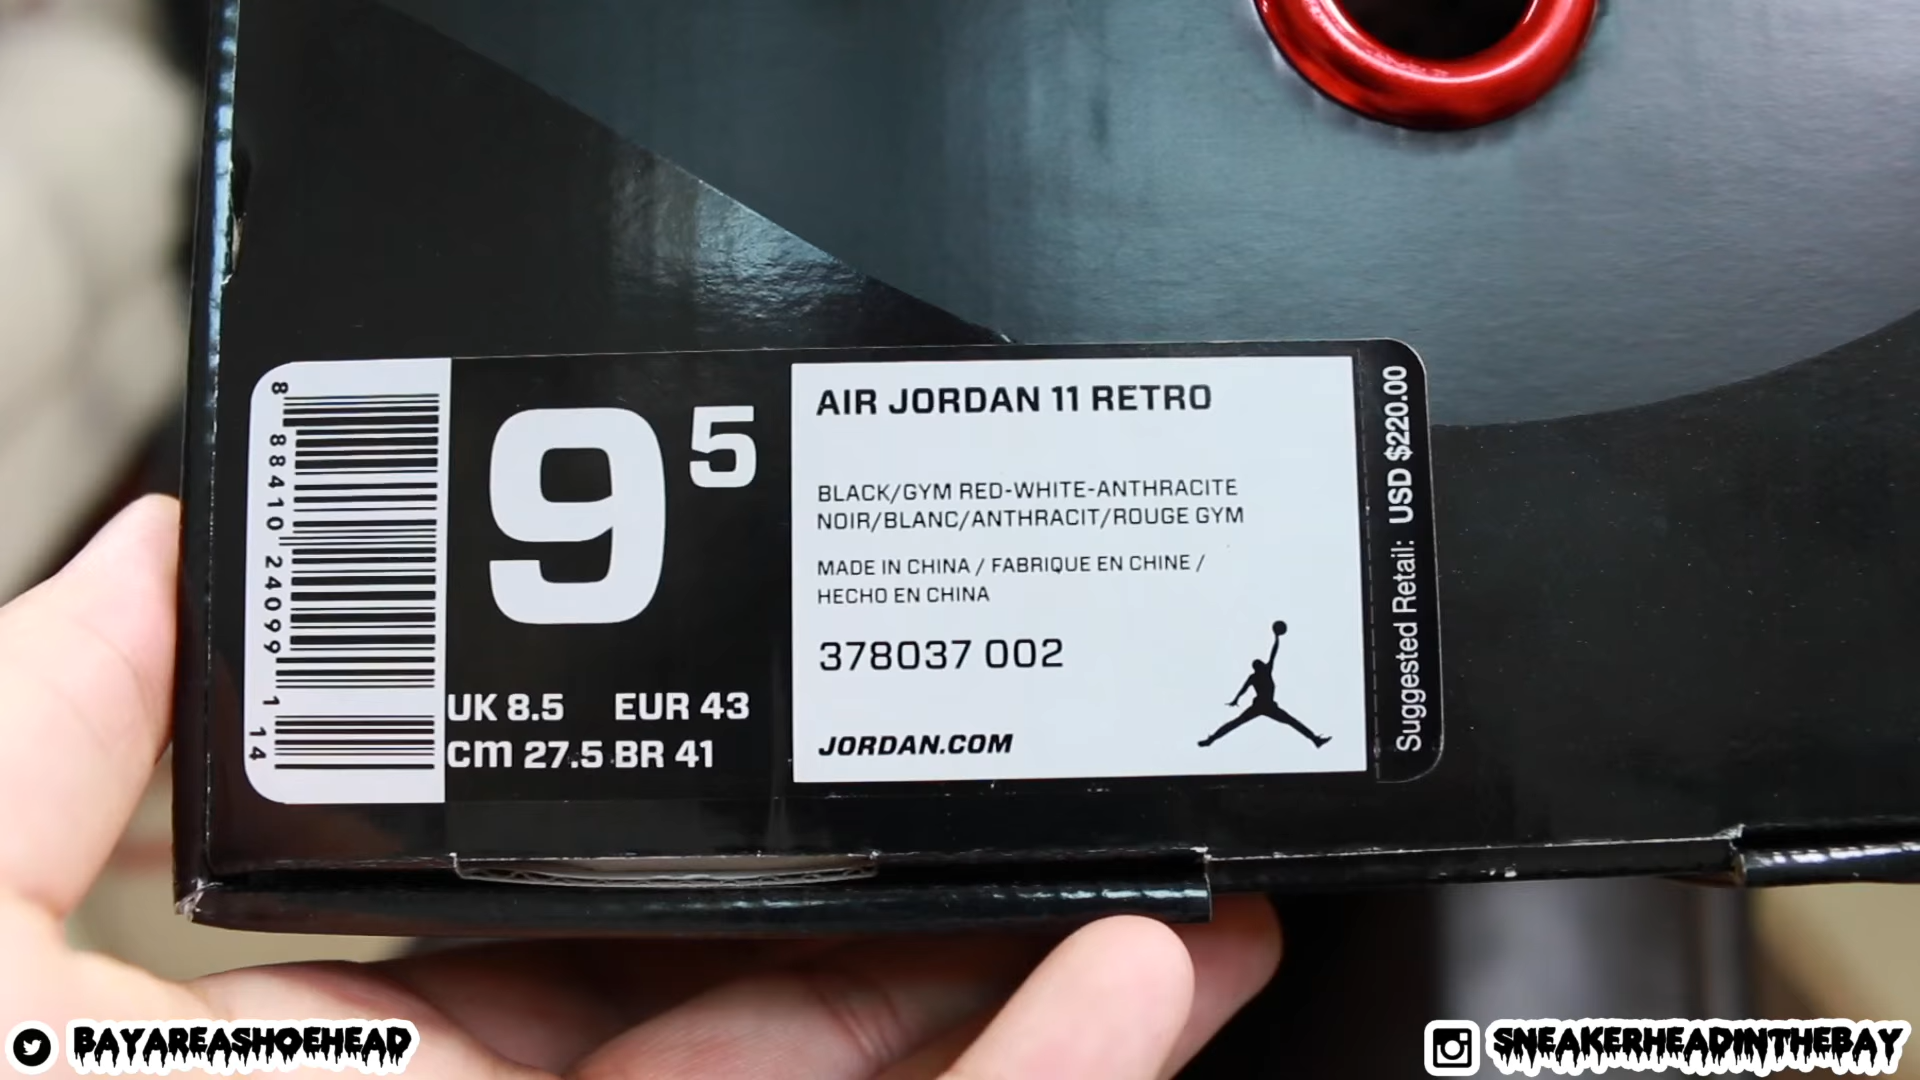 8 88410 24099 1 14
9 5
UK 8.5 EUR 43
cm 27.5 BR 41
AIR JORDAN 11 RETRO
BLACK/GYM RED-WHITE-ANTHRACITE
NOIR/BLANC/ANTHRACIT/ROUGE GYM
MADE IN CHINA / FABRIQUE EN CHINE /
HECHO EN CHINA
378037 002
JORDAN.COM
Suggested Retail: USD $220.00
BAYAREASHOEHEAD
SNEAKERHEADINTHEBAY